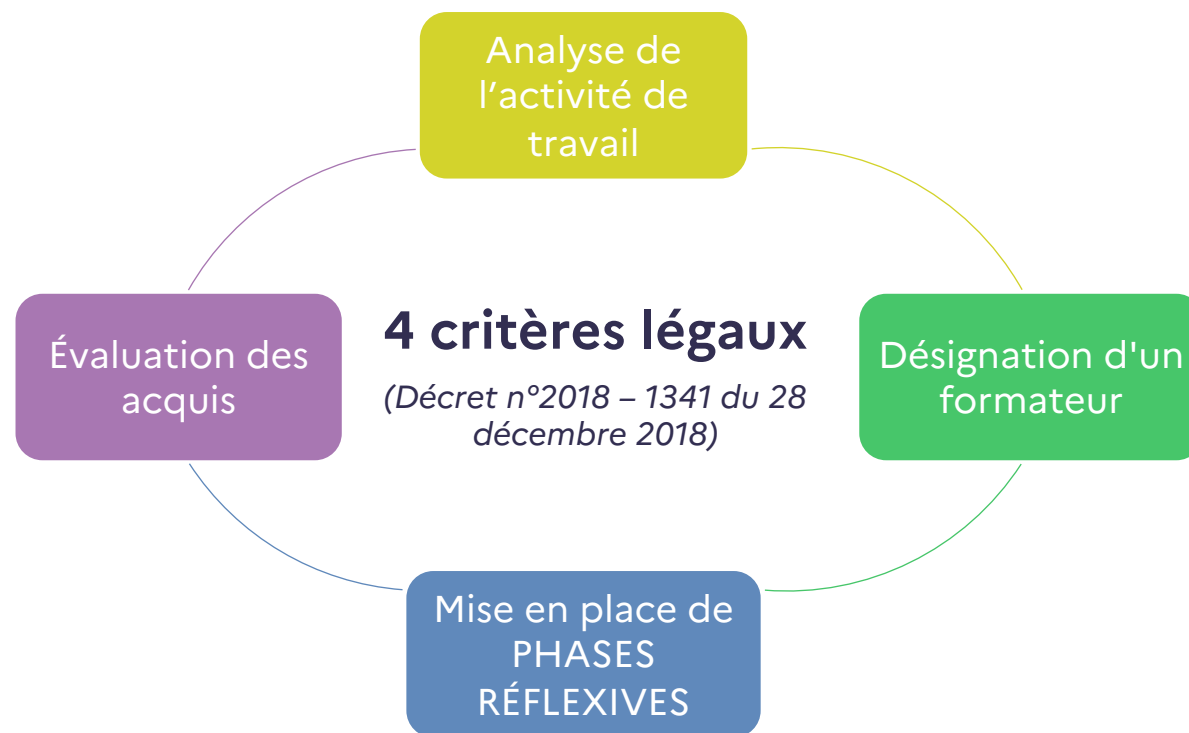 Analyse de
l’activité de
travail
Évaluation des
acquis
4 critères légaux
(Décret n°2018 – 1341 du 28
décembre 2018)
Désignation d'un
formateur
Mise en place de
PHASES
RÉFLEXIVES